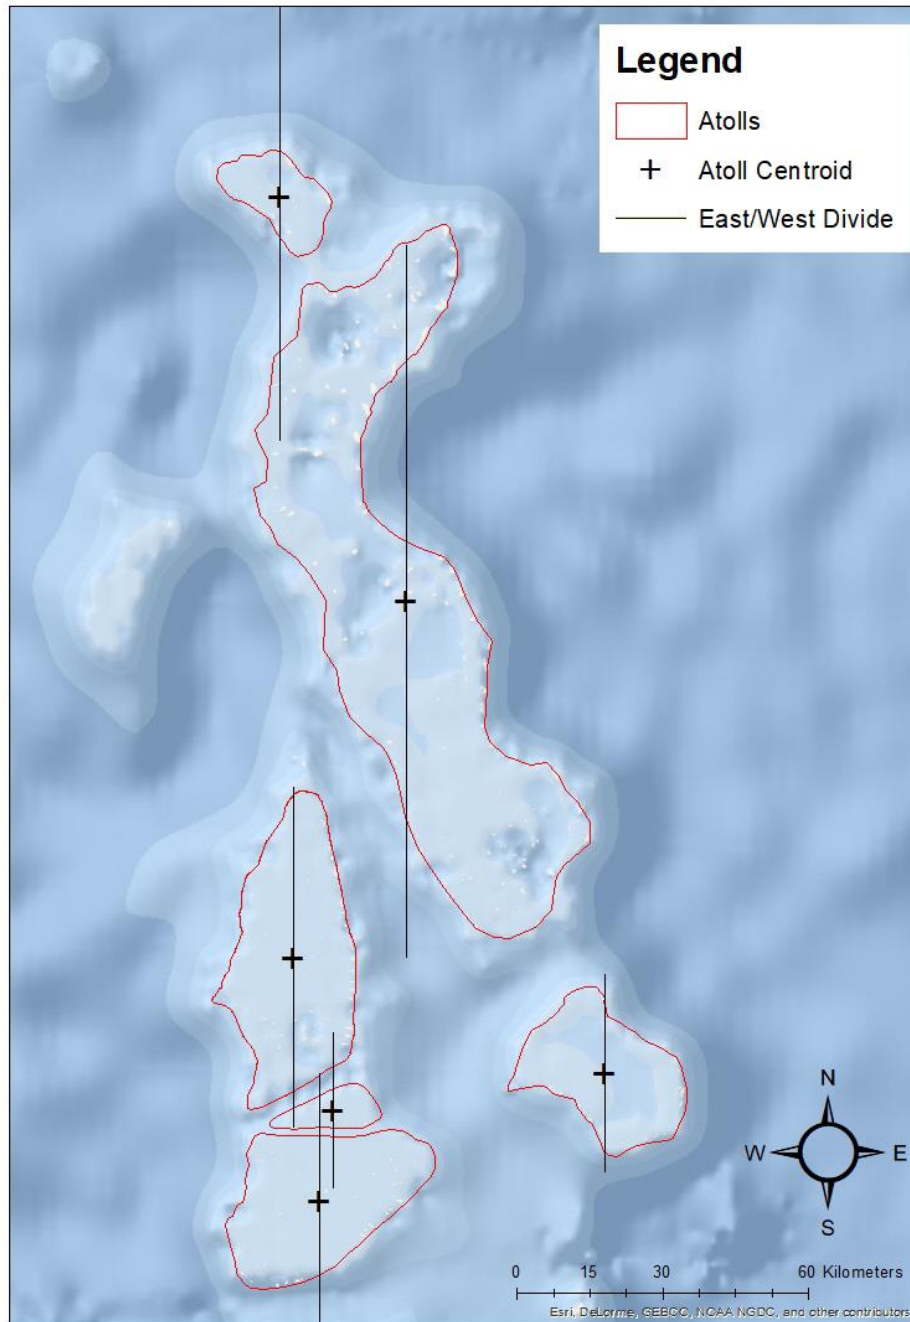 Legend
Atolls
Atoll Centroid
East/West Divide
N
W E
S
0 15 30 60 Kilometers
Esri, DeLorme, GEBCO, NOAA NGDC, and other contributors